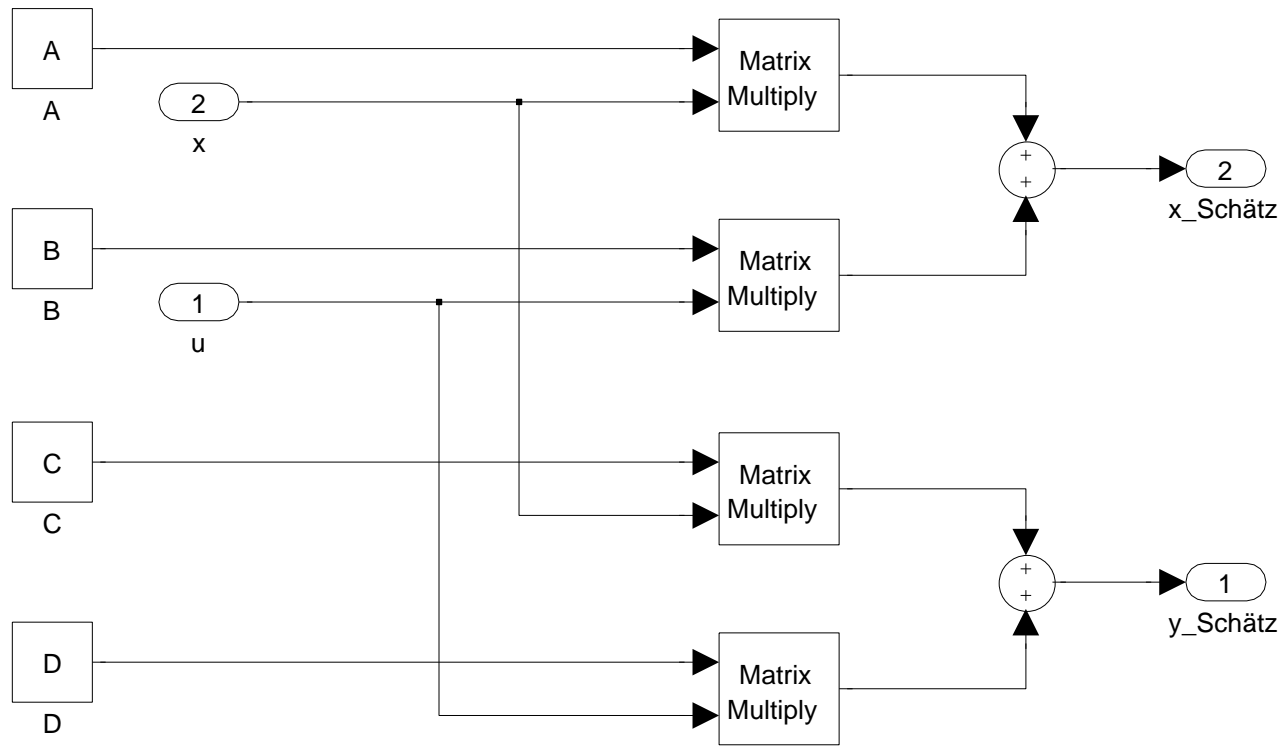 A
A
2
x
Matrix
Multiply
+
+
2
x_Schätz
B
B
1
u
Matrix
Multiply
C
C
Matrix
Multiply
+
+
1
y_Schätz
D
D
Matrix
Multiply